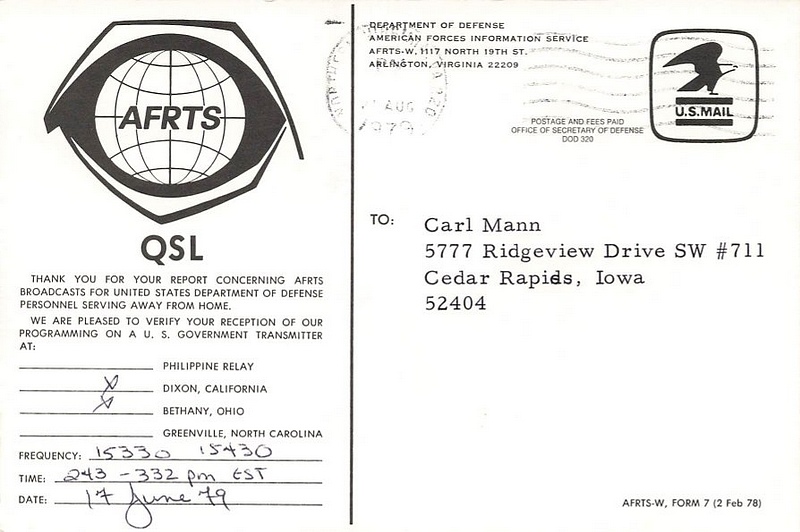 AFRTS
QSL
THANK YOU FOR YOUR REPORT CONCERNING AFRTS
BROADCASTS FOR UNITED STATES DEPARTMENT OF DEFENSE
PERSONNEL SERVING AWAY FROM HOME.
WE ARE PLEASED TO VERIFY YOUR RECEPTION OF OUR
PROGRAMMING ON A U. S. GOVERNMENT TRANSMITTER
AT:
PHILIPPINE RELAY
X DIXON, CALIFORNIA
X BETHANY, OHIO
GREENVILLE, NORTH CAROLINA
FREQUENCY: 15330 15430
TIME: 243 - 332 pm EST
DATE: 17 June 79
DEPARTMENT OF DEFENSE
AMERICAN FORCES INFORMATION SERVICE
AFRTS-W, 1117 NORTH 19TH ST.
ARLINGTON, VIRGINIA 22209
AUG
1979
U.S. MAIL
POSTAGE AND FEES PAID
OFFICE OF SECRETARY OF DEFENSE
DOD 320
TO: Carl Mann
5777 Ridgeview Drive SW #711
Cedar Rapids, Iowa
52404
AFRTS-W, FORM 7 (2 Feb 78)